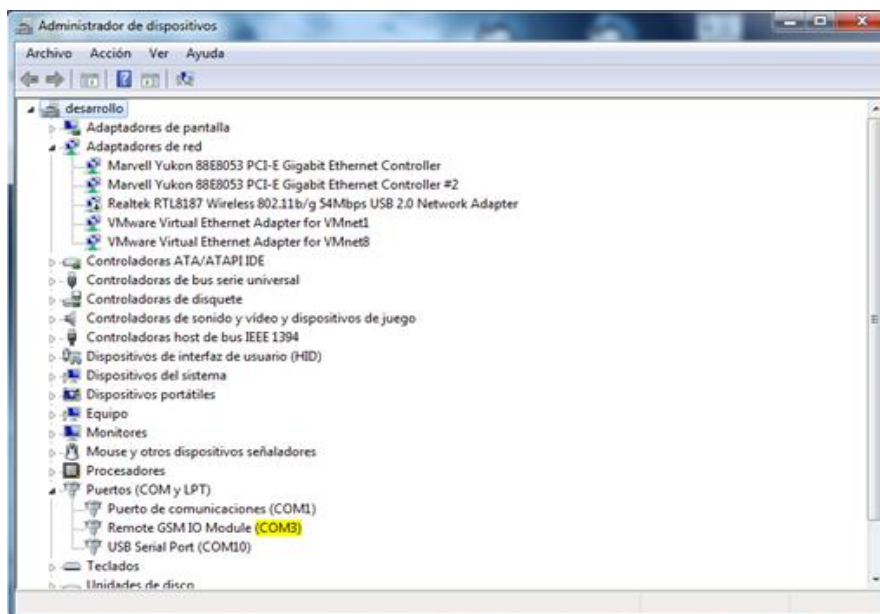 Administrador de dispositivos
Archivo Acción Ver Ayuda
desarrollo
Adaptadores de pantalla
Adaptadores de red
Marvell Yukon 88E8053 PCI-E Gigabit Ethernet Controller
Marvell Yukon 88E8053 PCI-E Gigabit Ethernet Controller #2
Realtek RTL8187 Wireless 802.11b/g 54Mbps USB 2.0 Network Adapter
VMware Virtual Ethernet Adapter for VMnet1
VMware Virtual Ethernet Adapter for VMnet8
Controladoras ATA/ATAPI IDE
Controladoras de bus serie universal
Controladoras de disquete
Controladoras de sonido y vídeo y dispositivos de juego
Controladoras host de bus IEEE 1394
Dispositivos de interfaz de usuario (HID)
Dispositivos del sistema
Dispositivos portátiles
Equipo
Monitores
Mouse y otros dispositivos señaladores
Procesadores
Puertos (COM y LPT)
Puerto de comunicaciones (COM1)
Remote GSM IO Module (COM3)
USB Serial Port (COM10)
Teclados
Unidades de disco